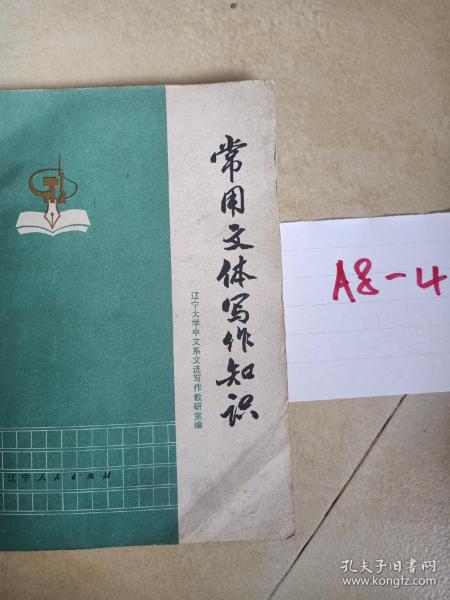 常用文体写作知识
辽宁大学中文系文选写作教研室编
辽宁人民出版社
A8-4
孔夫子旧书网
www.kongfz.com